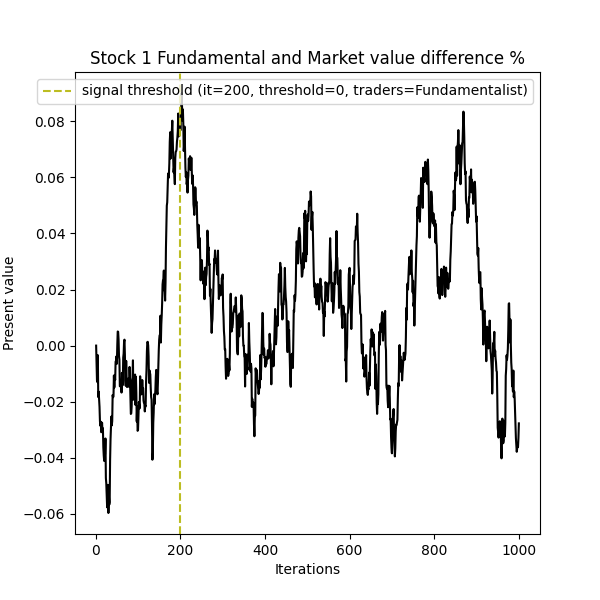 Stock 1 Fundamental and Market value difference %
signal threshold (it=200, threshold=0, traders=Fundamentalist)
0.08
0.06
0.04
0.02
0.00
−0.02
−0.04
−0.06
Present value
0 200 400 600 800 1000
Iterations